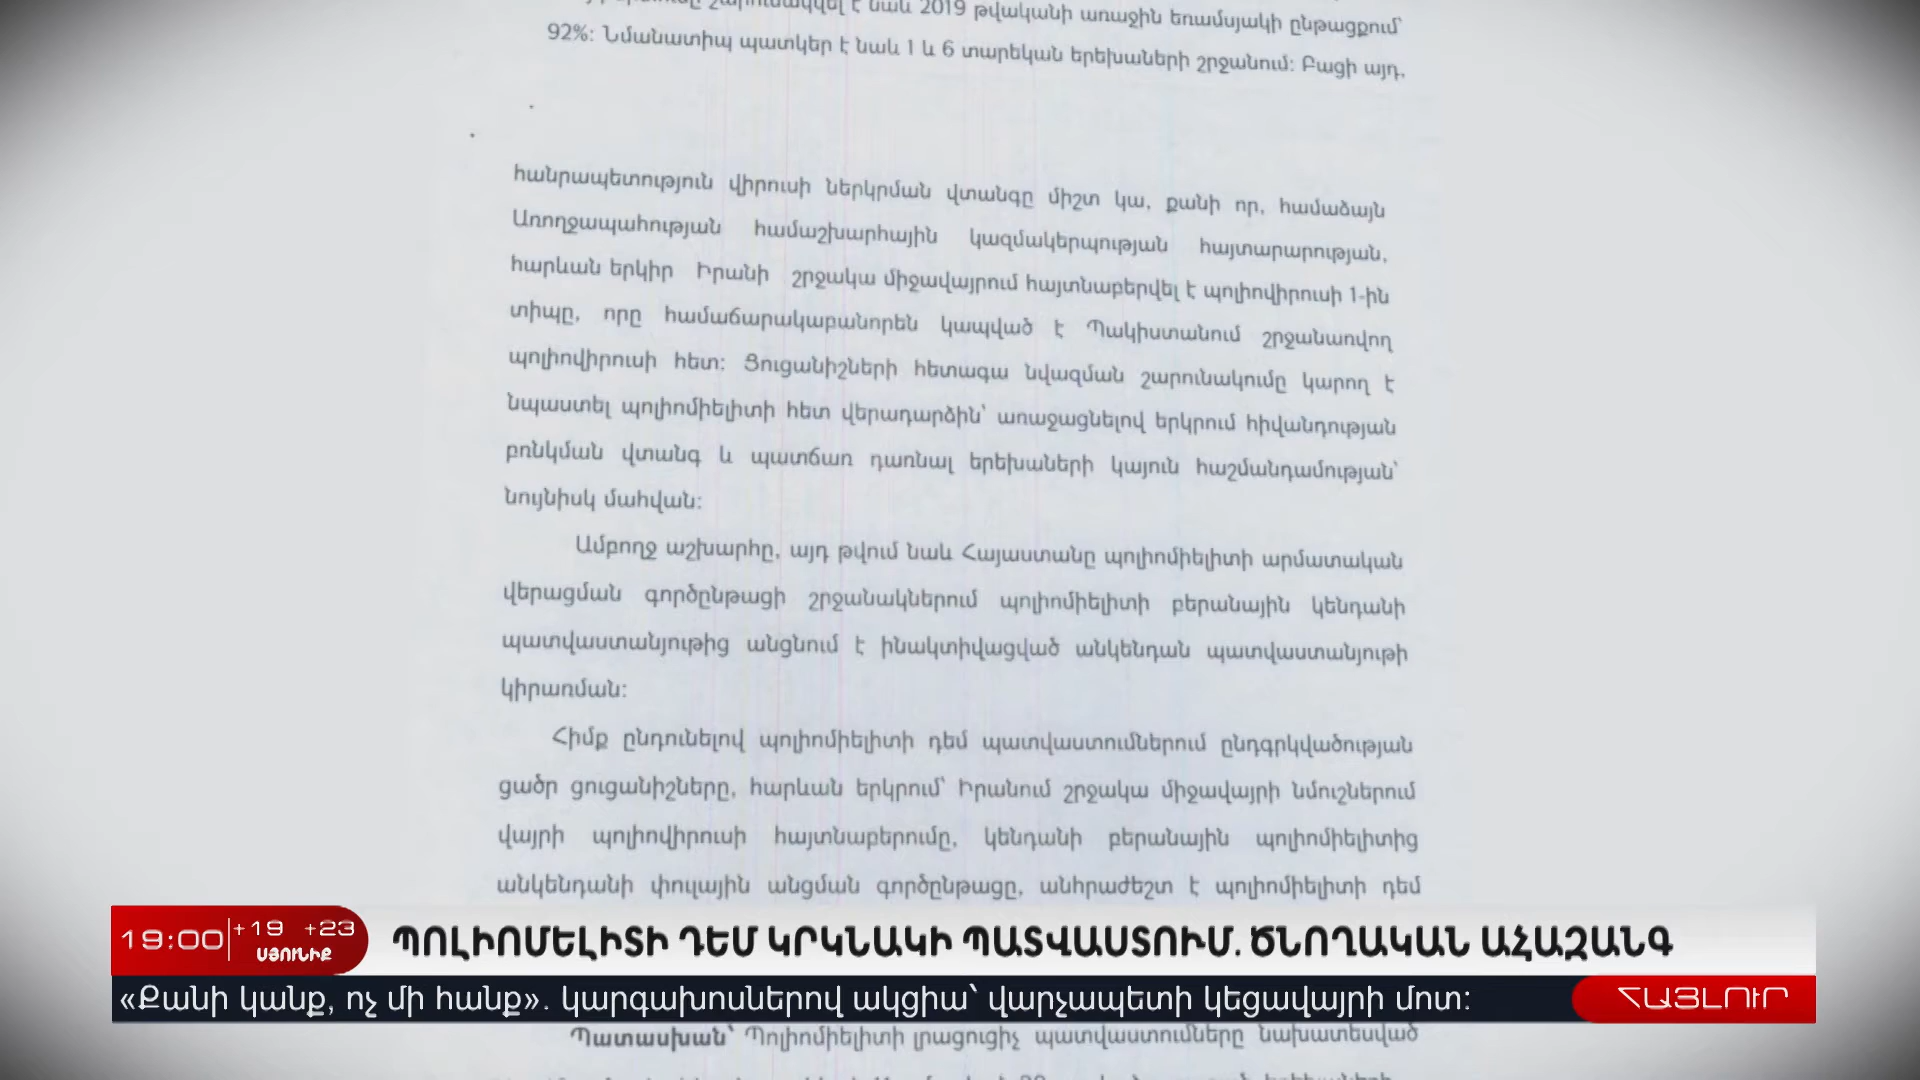 շարունակվել է նաև 2019 թվականի առաջին եռամսյակի ընթացքում՝
92%: Նմանատիպ պատկեր է նաև 1 և 6 տարեկան երեխաների շրջանում: Բացի այդ,
հանրապետություն վիրուսի ներկրման վտանգը միշտ կա, քանի որ, համաձայն
Առողջապահության համաշխարհային կազմակերպության հայտարարության,
հարևան երկիր Իրանի շրջակա միջավայրում հայտնաբերվել է պոլիովիրուսի 1-ին
տիպը, որը համաճարակաբանորեն կապված է Պակիստանում շրջանառվող
պոլիովիրուսի հետ: Ցուցանիշների հետագա նվազման շարունակումը կարող է
նպաստել պոլիոմիելիտի հետ վերադարձին՝ առաջացնելով երկրում հիվանդության
բռնկման վտանգ և պատճառ դառնալ երեխաների կայուն հաշմանդամության՝
նույնիսկ մահվան:
Ամբողջ աշխարհը, այդ թվում նաև Հայաստանը պոլիոմիելիտի արմատական
վերացման գործընթացի շրջանակներում պոլիոմիելիտի բերանային կենդանի
պատվաստանյութից անցնում է ինակտիվացված անկենդան պատվաստանյութի
կիրառման:
Հիմք ընդունելով պոլիոմիելիտի դեմ պատվաստումներում ընդգրկվածության
ցածր ցուցանիշները, հարևան երկրում՝ Իրանում շրջակա միջավայրի նմուշներում
վայրի պոլիովիրուսի հայտնաբերումը, կենդանի բերանային պոլիոմիելիտից
անկենդանի փուլային անցման գործընթացը, անհրաժեշտ է պոլիոմիելիտի դեմ
19:00 +19 +23
ՍՅՈՒՆԻՔ
ՊՈԼԻՈՄԵԼԻՏԻ ԴԵՄ ԿՐԿՆԱԿԻ ՊԱՏՎԱՍՏՈՒՄ. ԾՆՈՂԱԿԱՆ ԱՀԱԶԱՆԳ
«Քանի կանք, ոչ մի հանք». կարգախոսներով ակցիա՝ վարչապետի կեցավայրի մոտ:
ՀԱՅԼՈՒՐ
Պատասխան՝ Պոլիոմիելիտի լրացուցիչ պատվաստումները նախատեսված